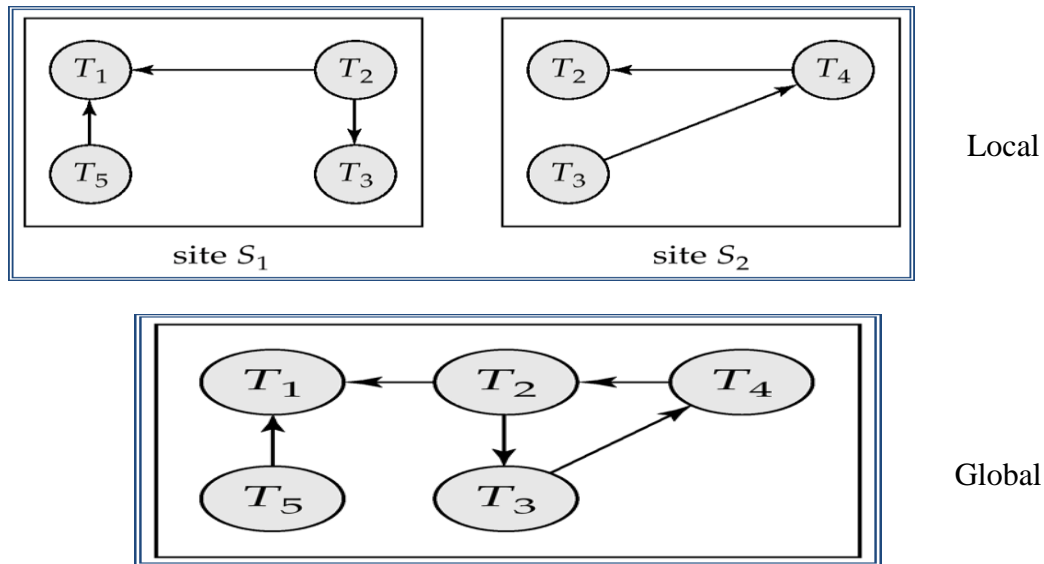 T₁ T₂ T₂ T₄
Local
T₅ T₃ T₃
site S₁ site S₂
T₁ T₂ T₄
Global
T₅ T₃